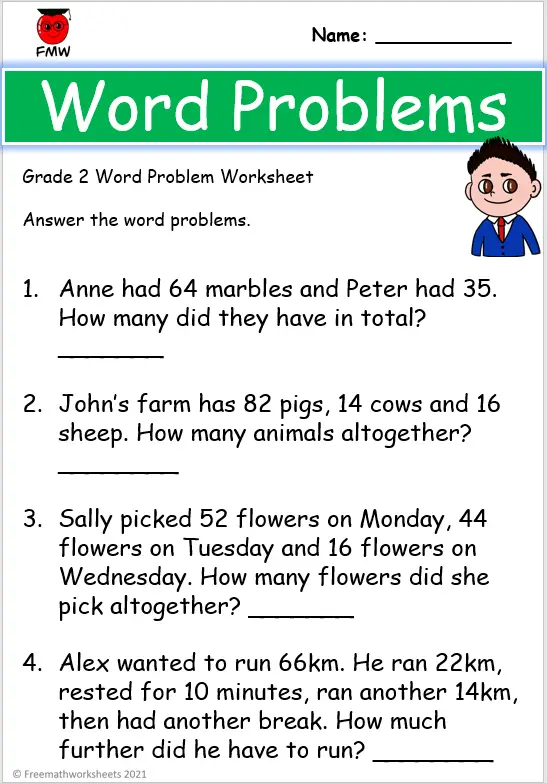 FMW
Name: ____________
Word Problems
Grade 2 Word Problem Worksheet
Answer the word problems.
1. Anne had 64 marbles and Peter had 35.
How many did they have in total?
_______
2. John’s farm has 82 pigs, 14 cows and 16
sheep. How many animals altogether?
________
3. Sally picked 52 flowers on Monday, 44
flowers on Tuesday and 16 flowers on
Wednesday. How many flowers did she
pick altogether? _______
4. Alex wanted to run 66km. He ran 22km,
rested for 10 minutes, ran another 14km,
then had another break. How much
further did he have to run? ________
© Freemathworksheets 2021